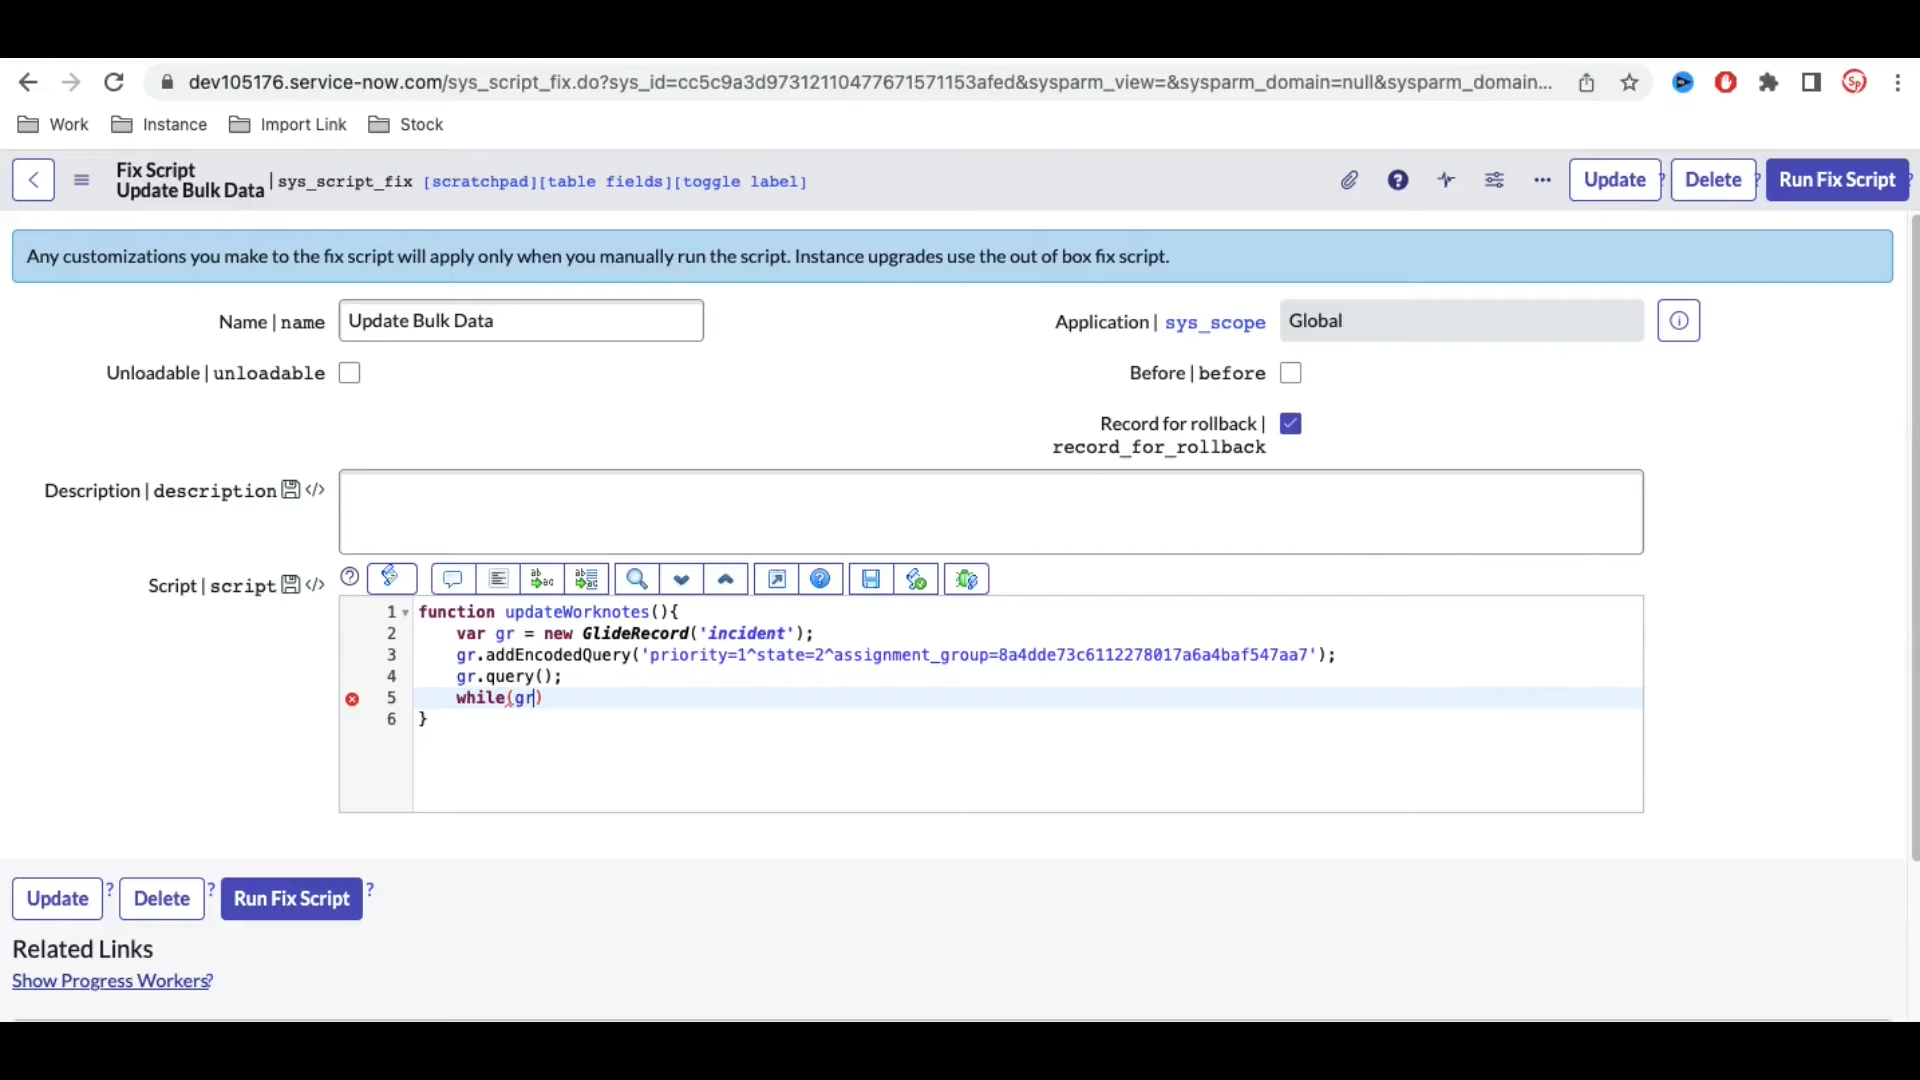 dev105176.service-now.com/sys_script_fix.do?sys_id=cc5c9a3d97312110477671571153afed&sysparm_view=&sysparm_domain=null&sysparm_domain...
Work Instance Import Link Stock
Fix Script
Update Bulk Data | sys_script_fix [scratchpad][table fields][toggle label]
Update ? Delete ? Run Fix Script ?
Any customizations you make to the fix script will apply only when you manually run the script. Instance upgrades use the out of box fix script.
Name | name Update Bulk Data Application | sys_scope Global
Unloadable | unloadable Before | before
Record for rollback |
record_for_rollback
Description | description </>
Script | script </>
1 function updateWorknotes(){
2 var gr = new GlideRecord('incident');
3 gr.addEncodedQuery('priority=1^state=2^assignment_group=8a4dde73c6112278017a6a4baf547aa7');
4 gr.query();
5 while(gr)
6 }
Update ? Delete ? Run Fix Script ?
Related Links
Show Progress Workers?